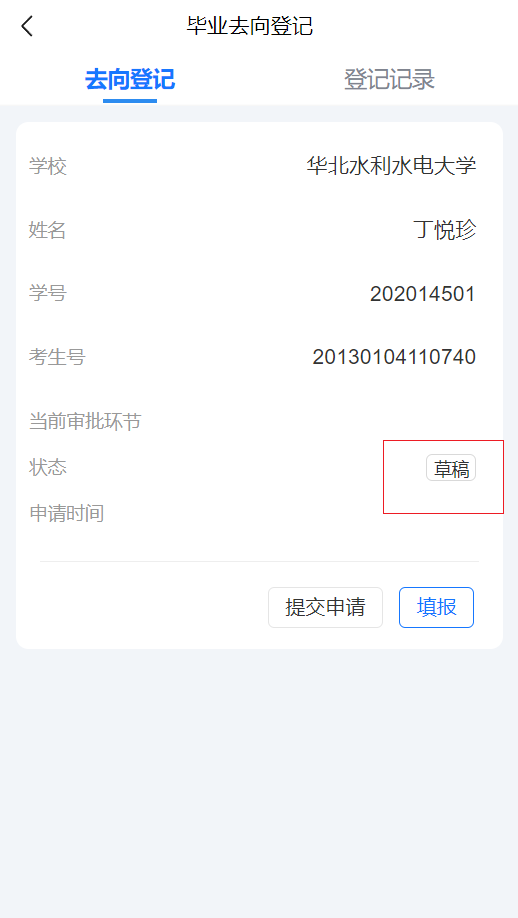 毕业去向登记
去向登记 登记记录
学校 华北水利水电大学
姓名 丁悦珍
学号 202014501
考生号 20130104110740
当前审批环节
状态 草稿
申请时间
提交申请 填报